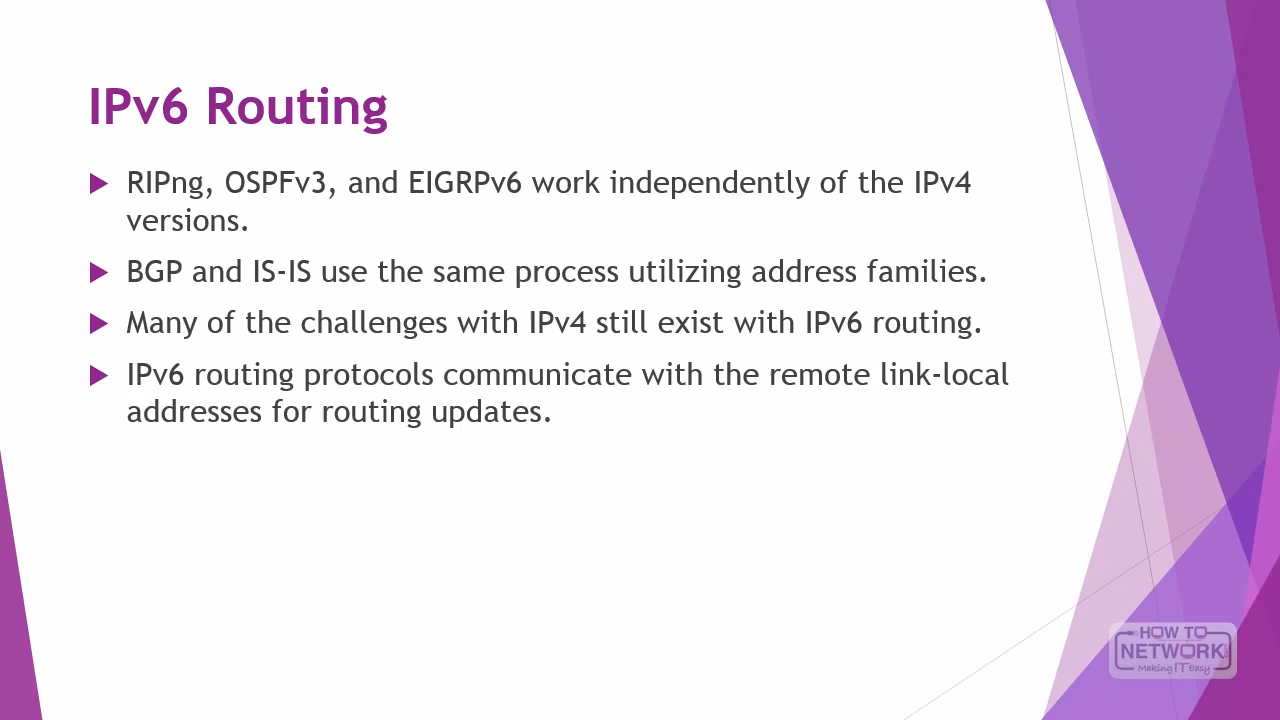 IPv6 Routing
RIPng, OSPFv3, and EIGRPv6 work independently of the IPv4
versions.
BGP and IS-IS use the same process utilizing address families.
Many of the challenges with IPv4 still exist with IPv6 routing.
IPv6 routing protocols communicate with the remote link-local
addresses for routing updates.
HOW TO
NETWORK
Making IT Easy